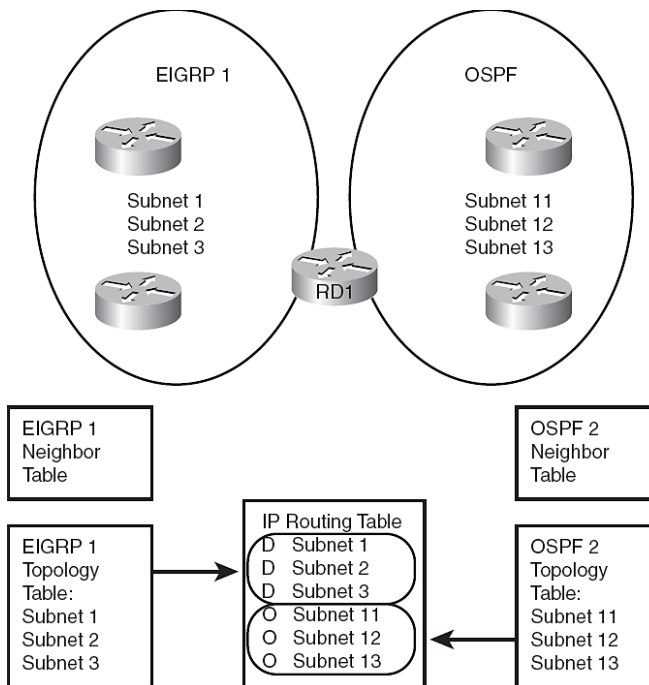 EIGRP 1
OSPF
Subnet 1
Subnet 2
Subnet 3
Subnet 11
Subnet 12
Subnet 13
RD1
EIGRP 1
Neighbor
Table
OSPF 2
Neighbor
Table
EIGRP 1
Topology
Table:
Subnet 1
Subnet 2
Subnet 3
IP Routing Table
D Subnet 1
D Subnet 2
D Subnet 3
O Subnet 11
O Subnet 12
O Subnet 13
OSPF 2
Topology
Table:
Subnet 11
Subnet 12
Subnet 13